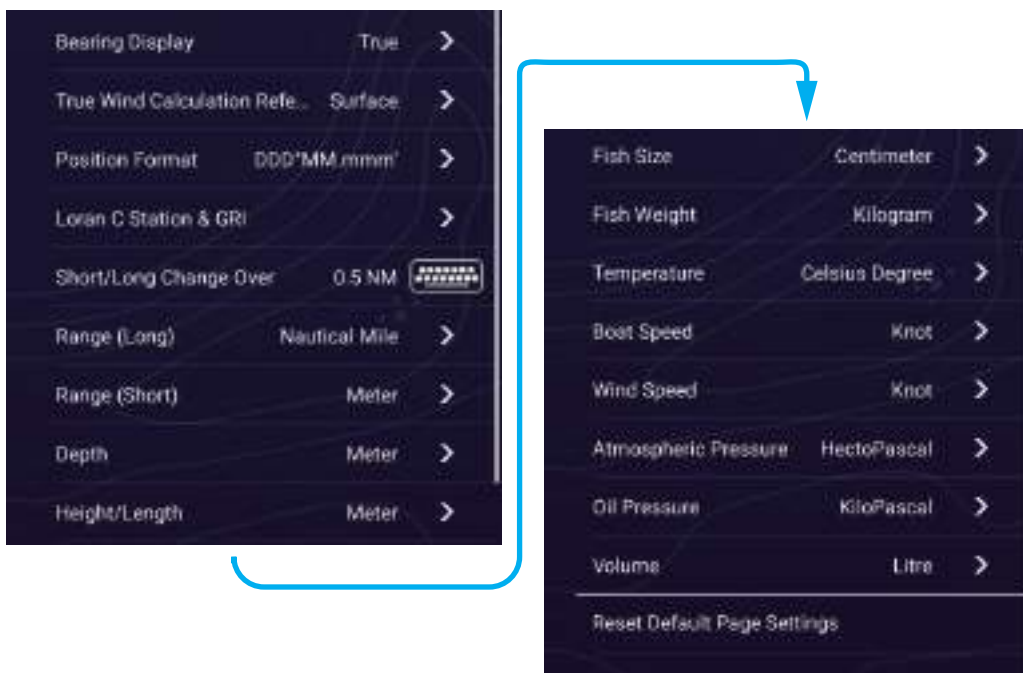 Bearing Display True
True Wind Calculation Refe... Surface
Position Format DDD°MM.mmm'
Loran C Station & GRI
Short/Long Change Over 0.5 NM
Range (Long) Nautical Mile
Range (Short) Meter
Depth Meter
Height/Length Meter
Fish Size Centimeter
Fish Weight Kilogram
Temperature Celsius Degree
Boat Speed Knot
Wind Speed Knot
Atmospheric Pressure HectoPascal
Oil Pressure KiloPascal
Volume Litre
Reset Default Page Settings